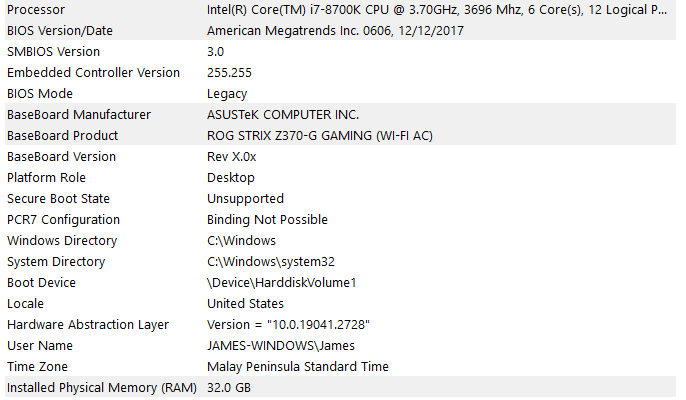 Processor Intel(R) Core(TM) i7-8700K CPU @ 3.70GHz, 3696 Mhz, 6 Core(s), 12 Logical P...
BIOS Version/Date American Megatrends Inc. 0606, 12/12/2017
SMBIOS Version 3.0
Embedded Controller Version 255.255
BIOS Mode Legacy
BaseBoard Manufacturer ASUSTeK COMPUTER INC.
BaseBoard Product ROG STRIX Z370-G GAMING (WI-FI AC)
BaseBoard Version Rev X.0x
Platform Role Desktop
Secure Boot State Unsupported
PCR7 Configuration Binding Not Possible
Windows Directory C:\Windows
System Directory C:\Windows\system32
Boot Device \Device\HarddiskVolume1
Locale United States
Hardware Abstraction Layer Version = "10.0.19041.2728"
User Name JAMES-WINDOWS\James
Time Zone Malay Peninsula Standard Time
Installed Physical Memory (RAM) 32.0 GB